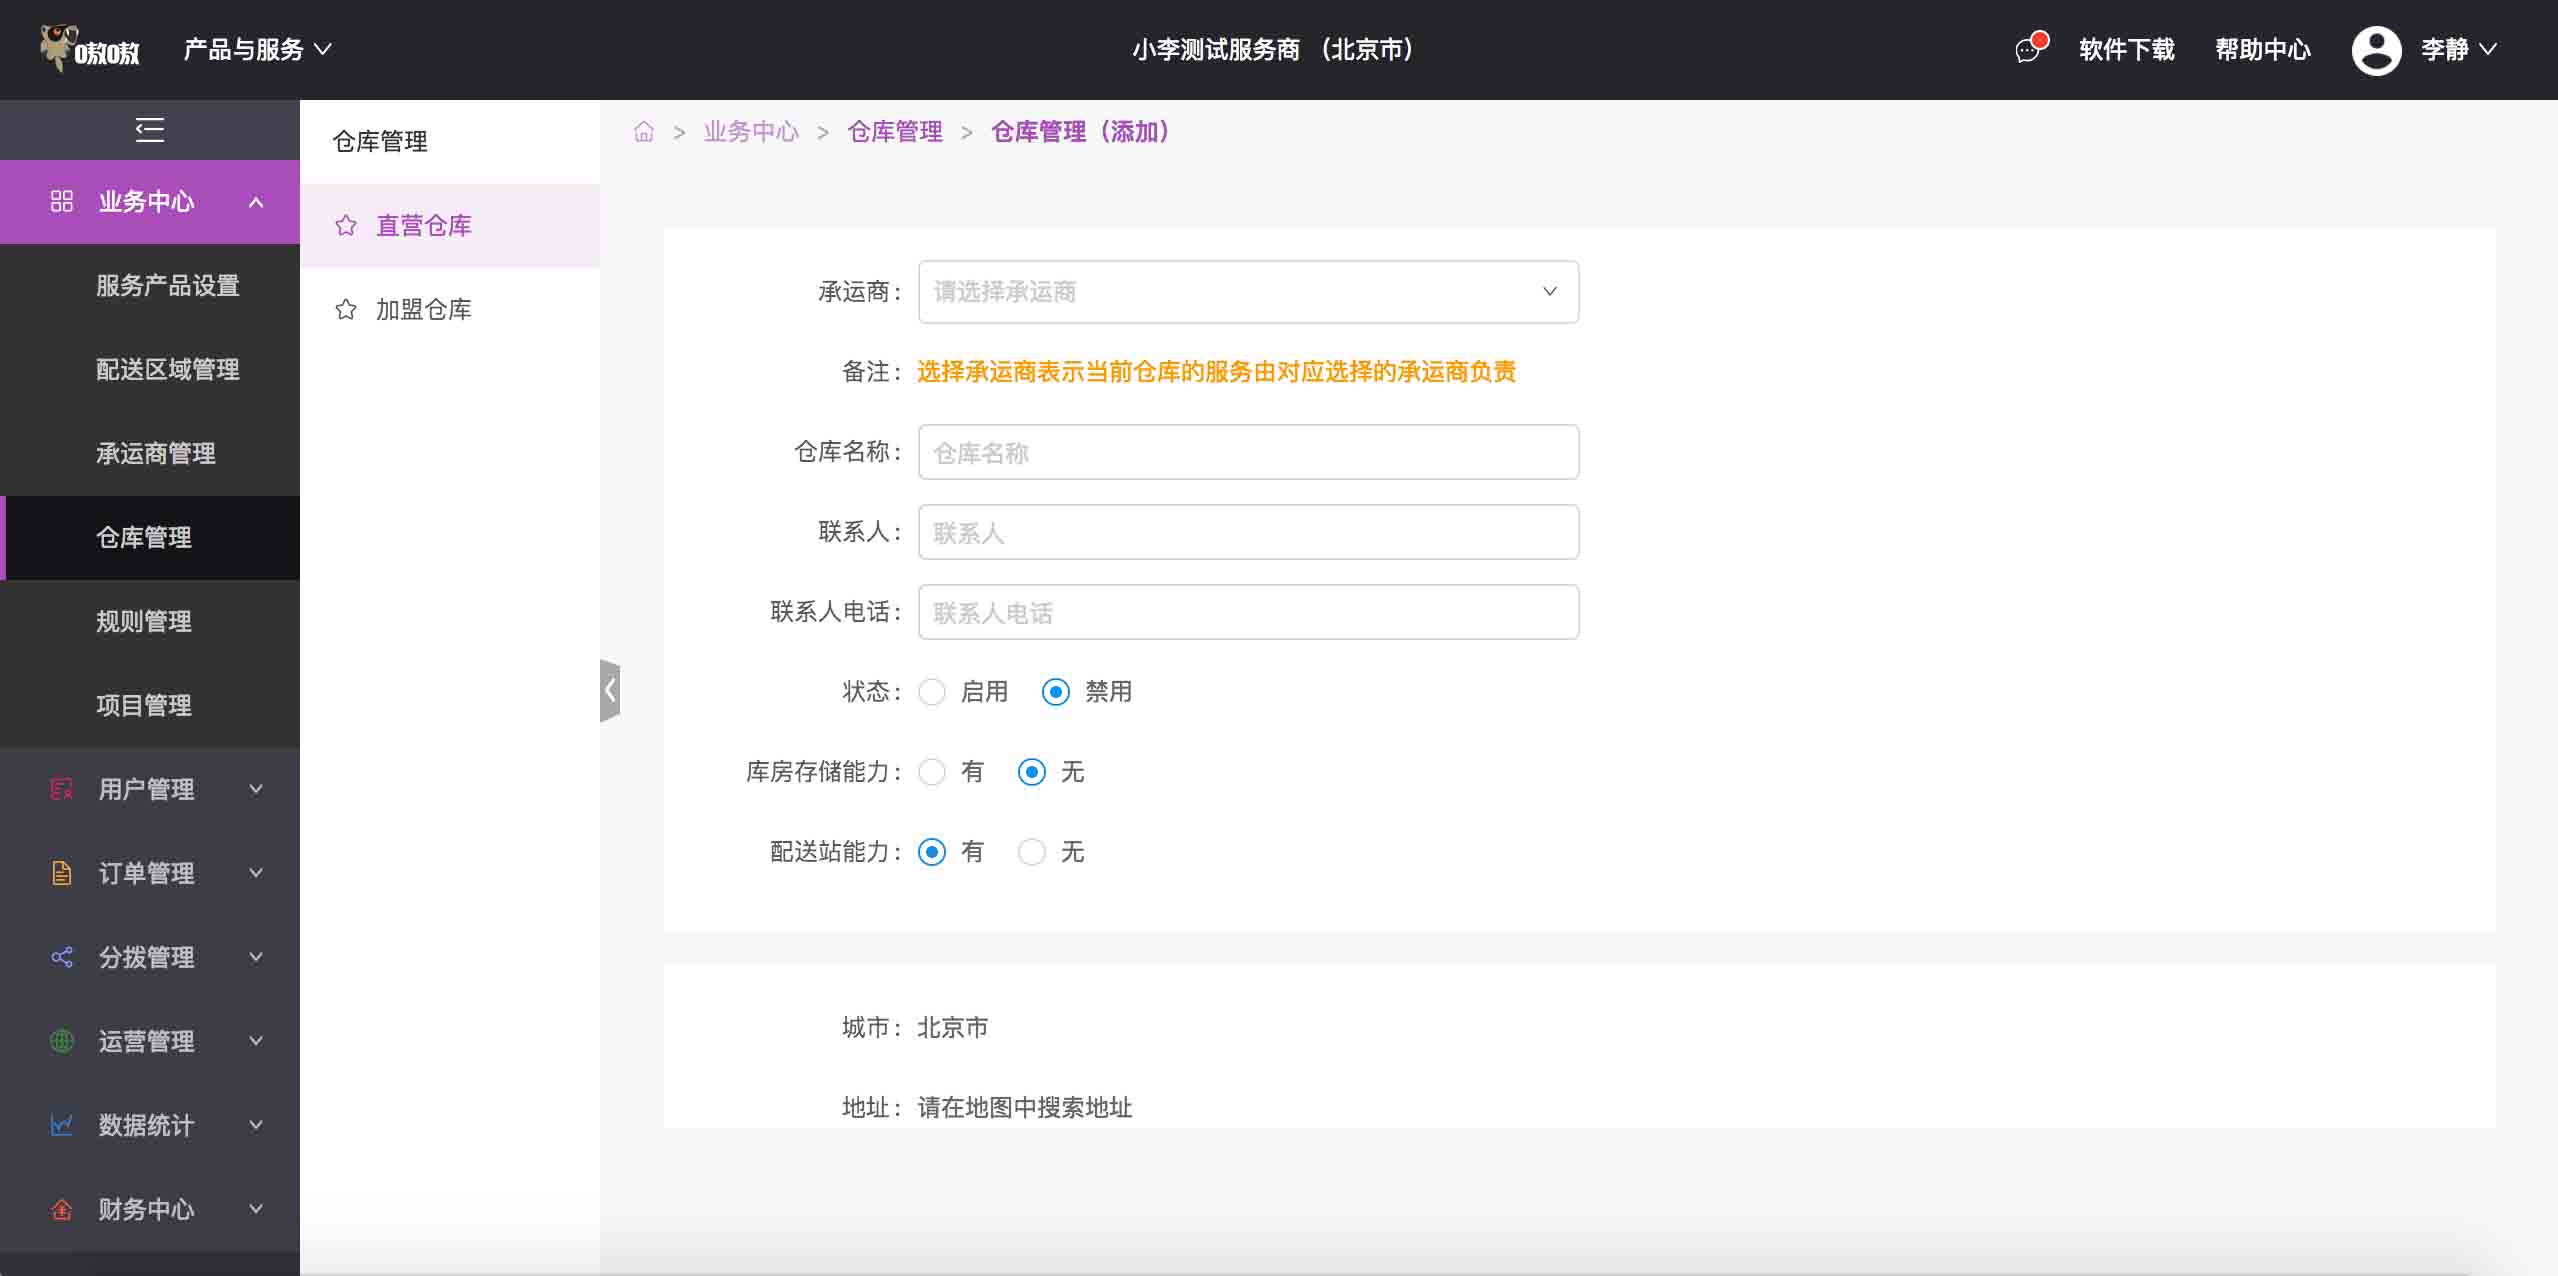 嗷嗷
产品与服务
小李测试服务商 （北京市）
软件下载
帮助中心
李静
业务中心
服务产品设置
配送区域管理
承运商管理
仓库管理
规则管理
项目管理
用户管理
订单管理
分拨管理
运营管理
数据统计
财务中心
仓库管理
直营仓库
加盟仓库
> 业务中心 > 仓库管理 > 仓库管理（添加）
承运商： 请选择承运商
备注： 选择承运商表示当前仓库的服务由对应选择的承运商负责
仓库名称： 仓库名称
联系人： 联系人
联系人电话： 联系人电话
状态： 启用 禁用
库房存储能力： 有 无
配送站能力： 有 无
城市： 北京市
地址： 请在地图中搜索地址